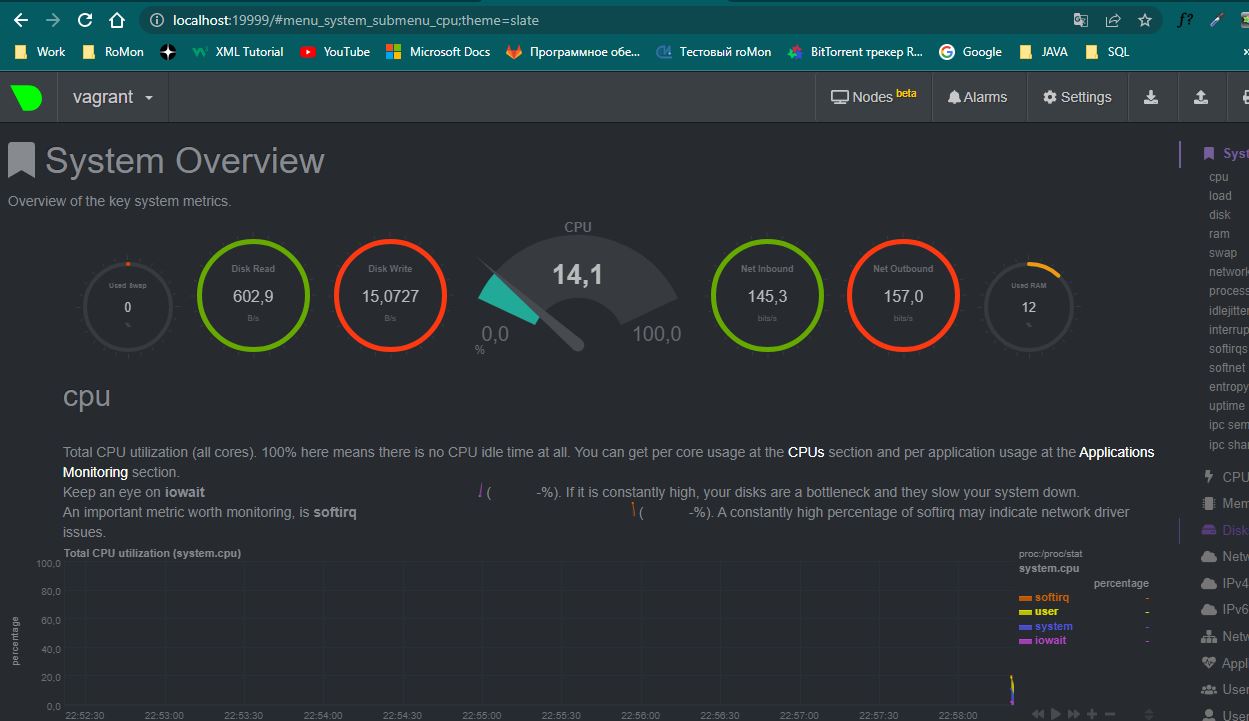 localhost:19999/#menu_system_submenu_cpu;theme=slate
Work RoMon XML Tutorial YouTube Microsoft Docs Программное обе... Тестовый roMon BitTorrent трекер R... Google JAVA SQL »
vagrant Nodes beta Alarms Settings
System Overview
Overview of the key system metrics.
CPU
Used Swap
0
%
Disk Read
602,9
B/s
Disk Write
15,0727
B/s
14,1
0,0 100,0
%
Net Inbound
145,3
bits/s
Net Outbound
157,0
bits/s
Used RAM
12
%
cpu
Total CPU utilization (all cores). 100% here means there is no CPU idle time at all. You can get per core usage at the CPUs section and per application usage at the Applications
Monitoring section.
Keep an eye on iowait ( -%). If it is constantly high, your disks are a bottleneck and they slow your system down.
An important metric worth monitoring, is softirq ( -%). A constantly high percentage of softirq may indicate network driver
issues.
Total CPU utilization (system.cpu)
percentage
100,0
80,0
60,0
40,0
20,0
0,0
22:52:30 22:53:00 22:53:30 22:54:00 22:54:30 22:55:00 22:55:30 22:56:00 22:56:30 22:57:00 22:57:30 22:58:00
proc:/proc/stat
system.cpu
percentage
softirq -
user -
system -
iowait -
Syst
cpu
load
disk
ram
swap
network
process
idlejitter
interrup
softirqs
softnet
entropy
uptime
ipc sem
ipc shar
CPU
Mem
Disk
Netw
IPv4
IPv6
Netw
Appl
User
User